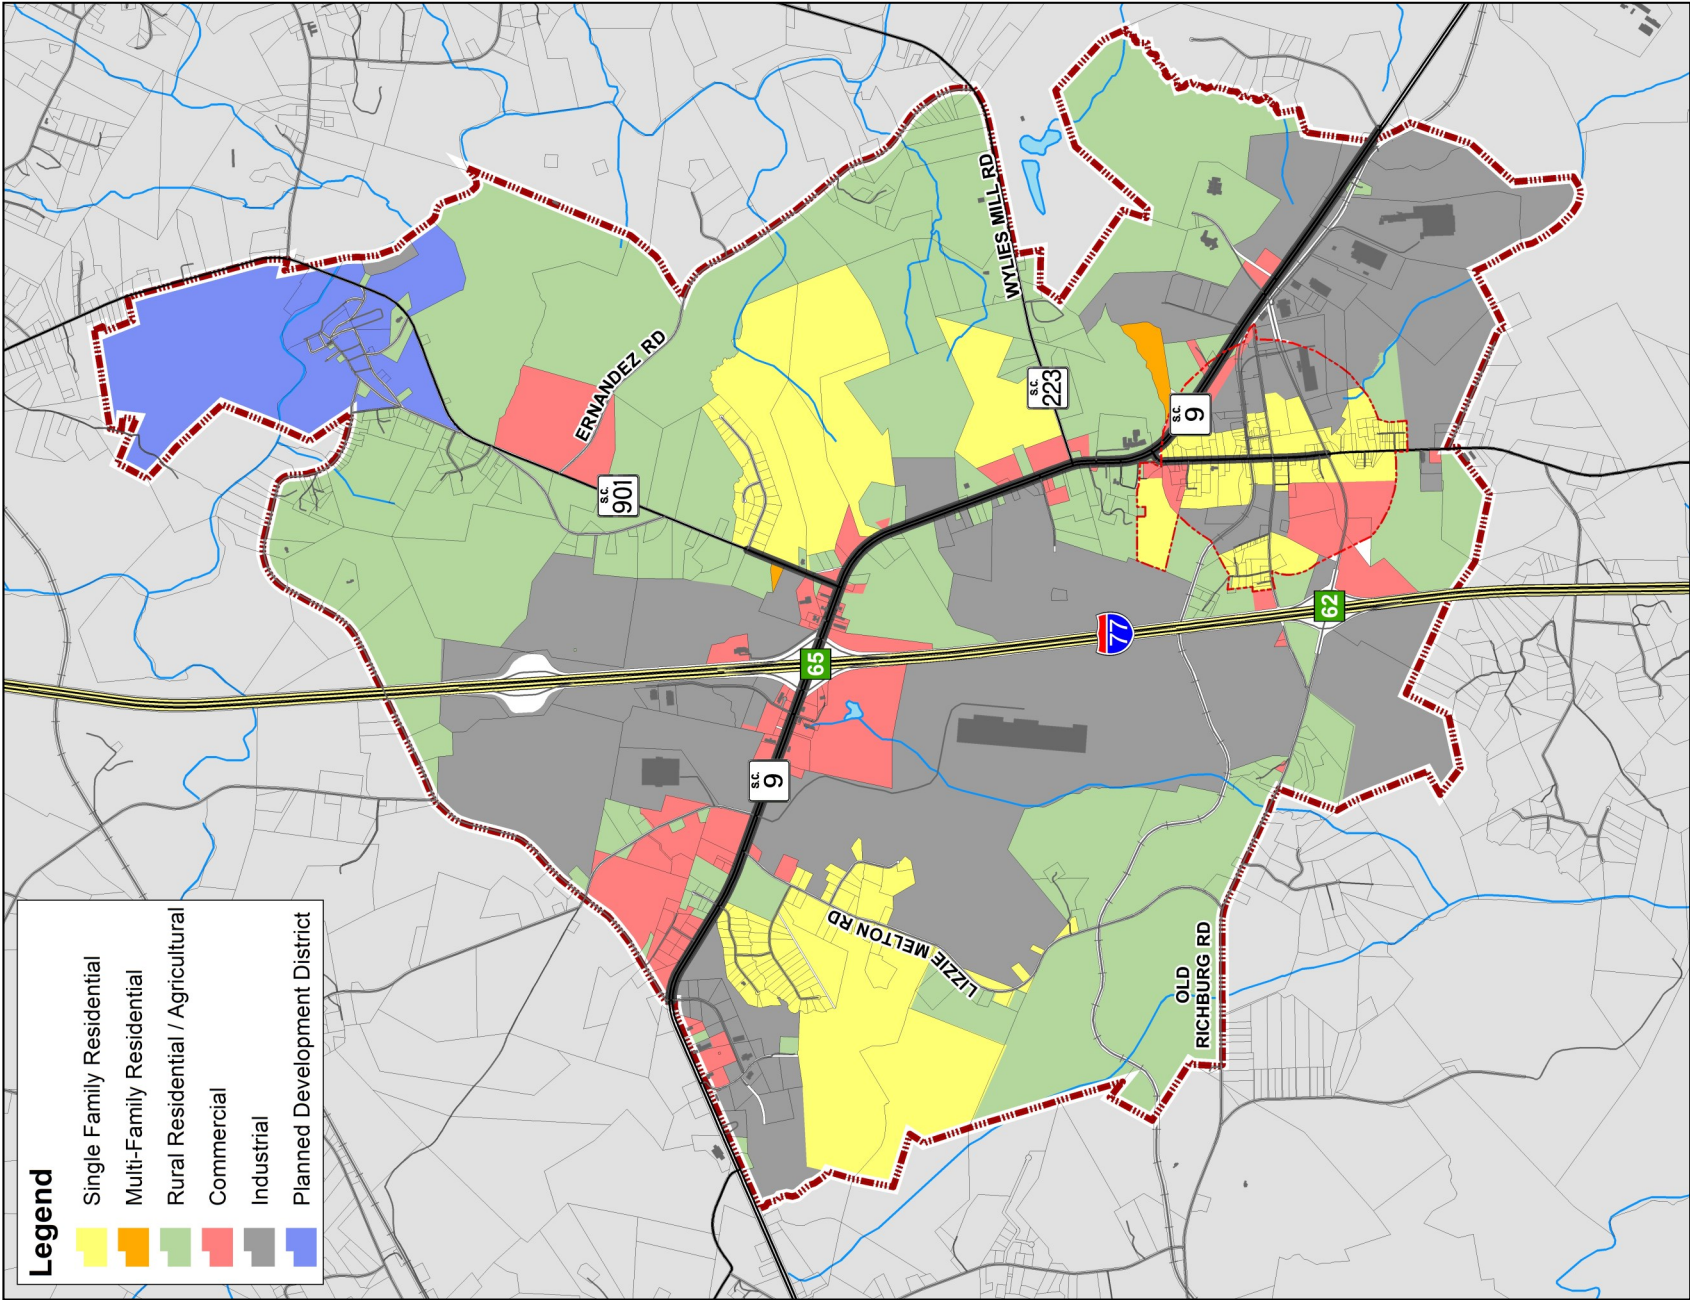 Legend
Single Family Residential
Multi-Family Residential
Rural Residential / Agricultural
Commercial
Industrial
Planned Development District
S.C.
9
LIZZIE
MELTON RD
OLD
RICHBURG RD
65
77
62
S.C.
901
ERNANDEZ RD
S.C.
223
S.C.
9
WYLIES MILL RD